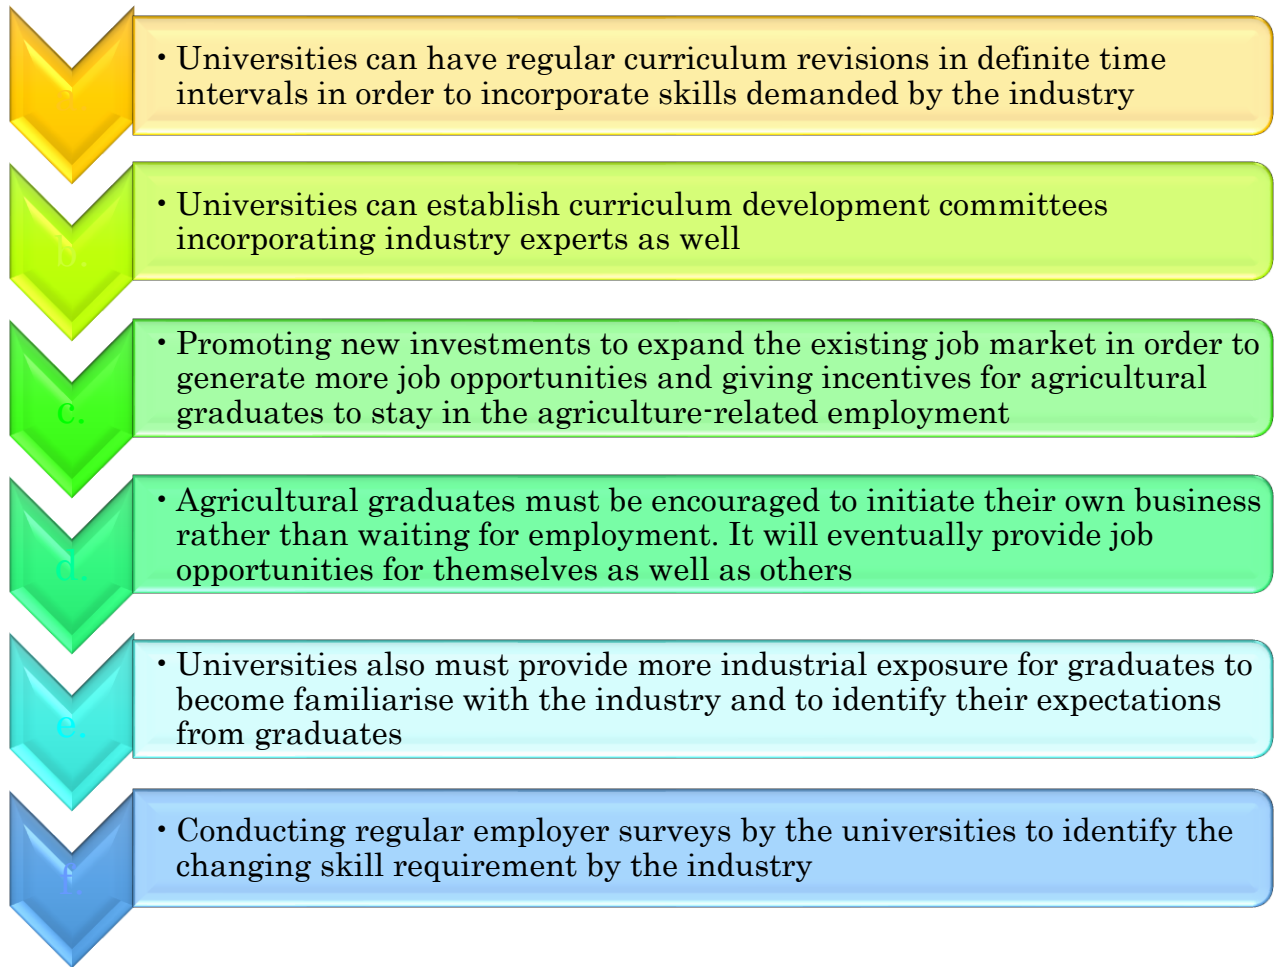 a.
• Universities can have regular curriculum revisions in definite time
intervals in order to incorporate skills demanded by the industry
b.
• Universities can establish curriculum development committees
incorporating industry experts as well
c.
• Promoting new investments to expand the existing job market in order to
generate more job opportunities and giving incentives for agricultural
graduates to stay in the agriculture-related employment
d.
• Agricultural graduates must be encouraged to initiate their own business
rather than waiting for employment. It will eventually provide job
opportunities for themselves as well as others
e.
• Universities also must provide more industrial exposure for graduates to
become familiarise with the industry and to identify their expectations
from graduates
f.
• Conducting regular employer surveys by the universities to identify the
changing skill requirement by the industry